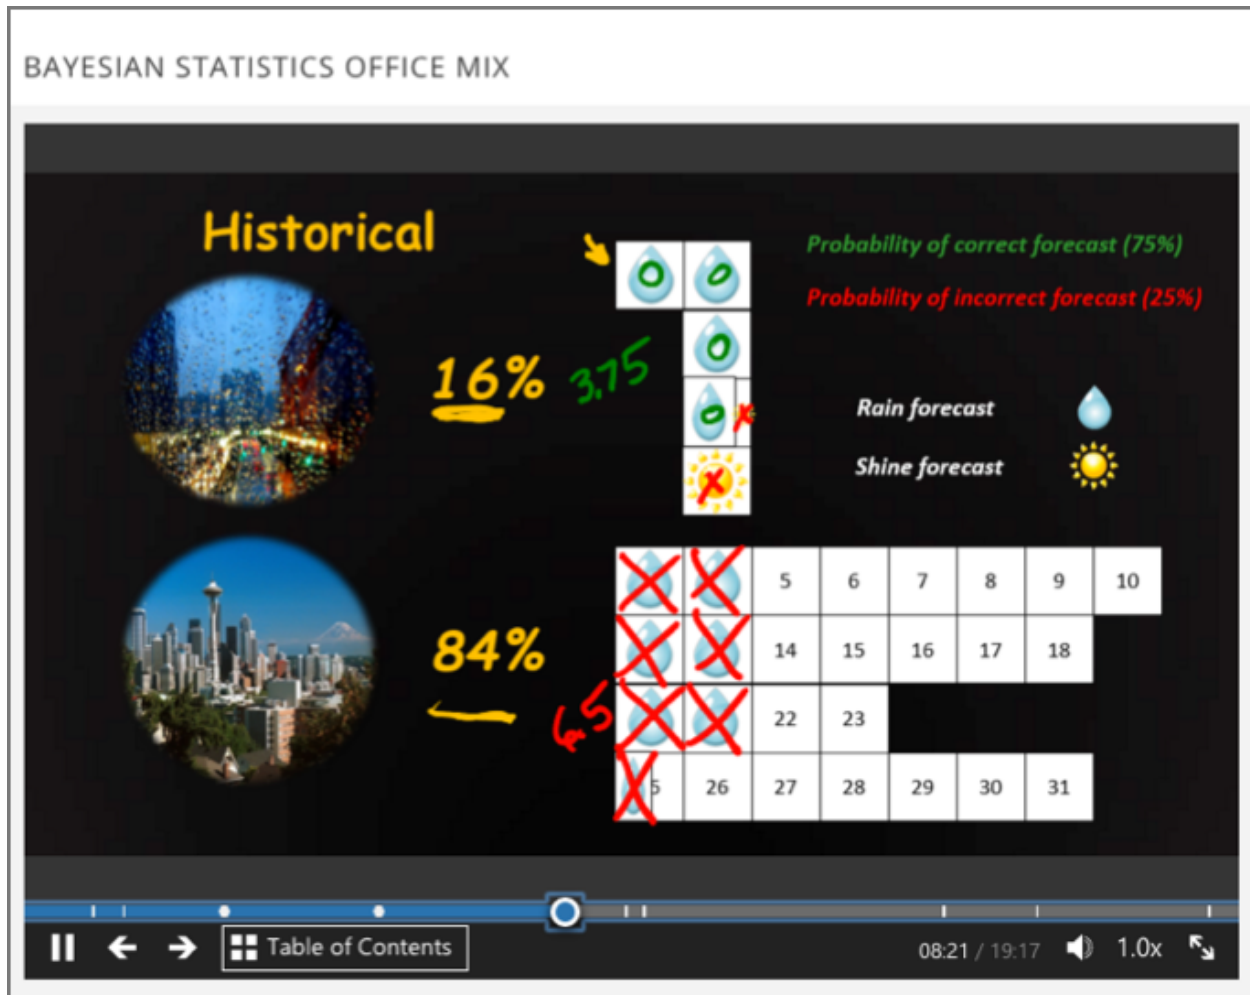 BAYESIAN STATISTICS OFFICE MIX
Historical
Probability of correct forecast (75%)
Probability of incorrect forecast (25%)
16%
3.75
Rain forecast
Shine forecast
84%
6.5
5 6 7 8 9 10
14 15 16 17 18
22 23
5 26 27 28 29 30 31
Table of Contents
08:21 / 19:17
1.0x